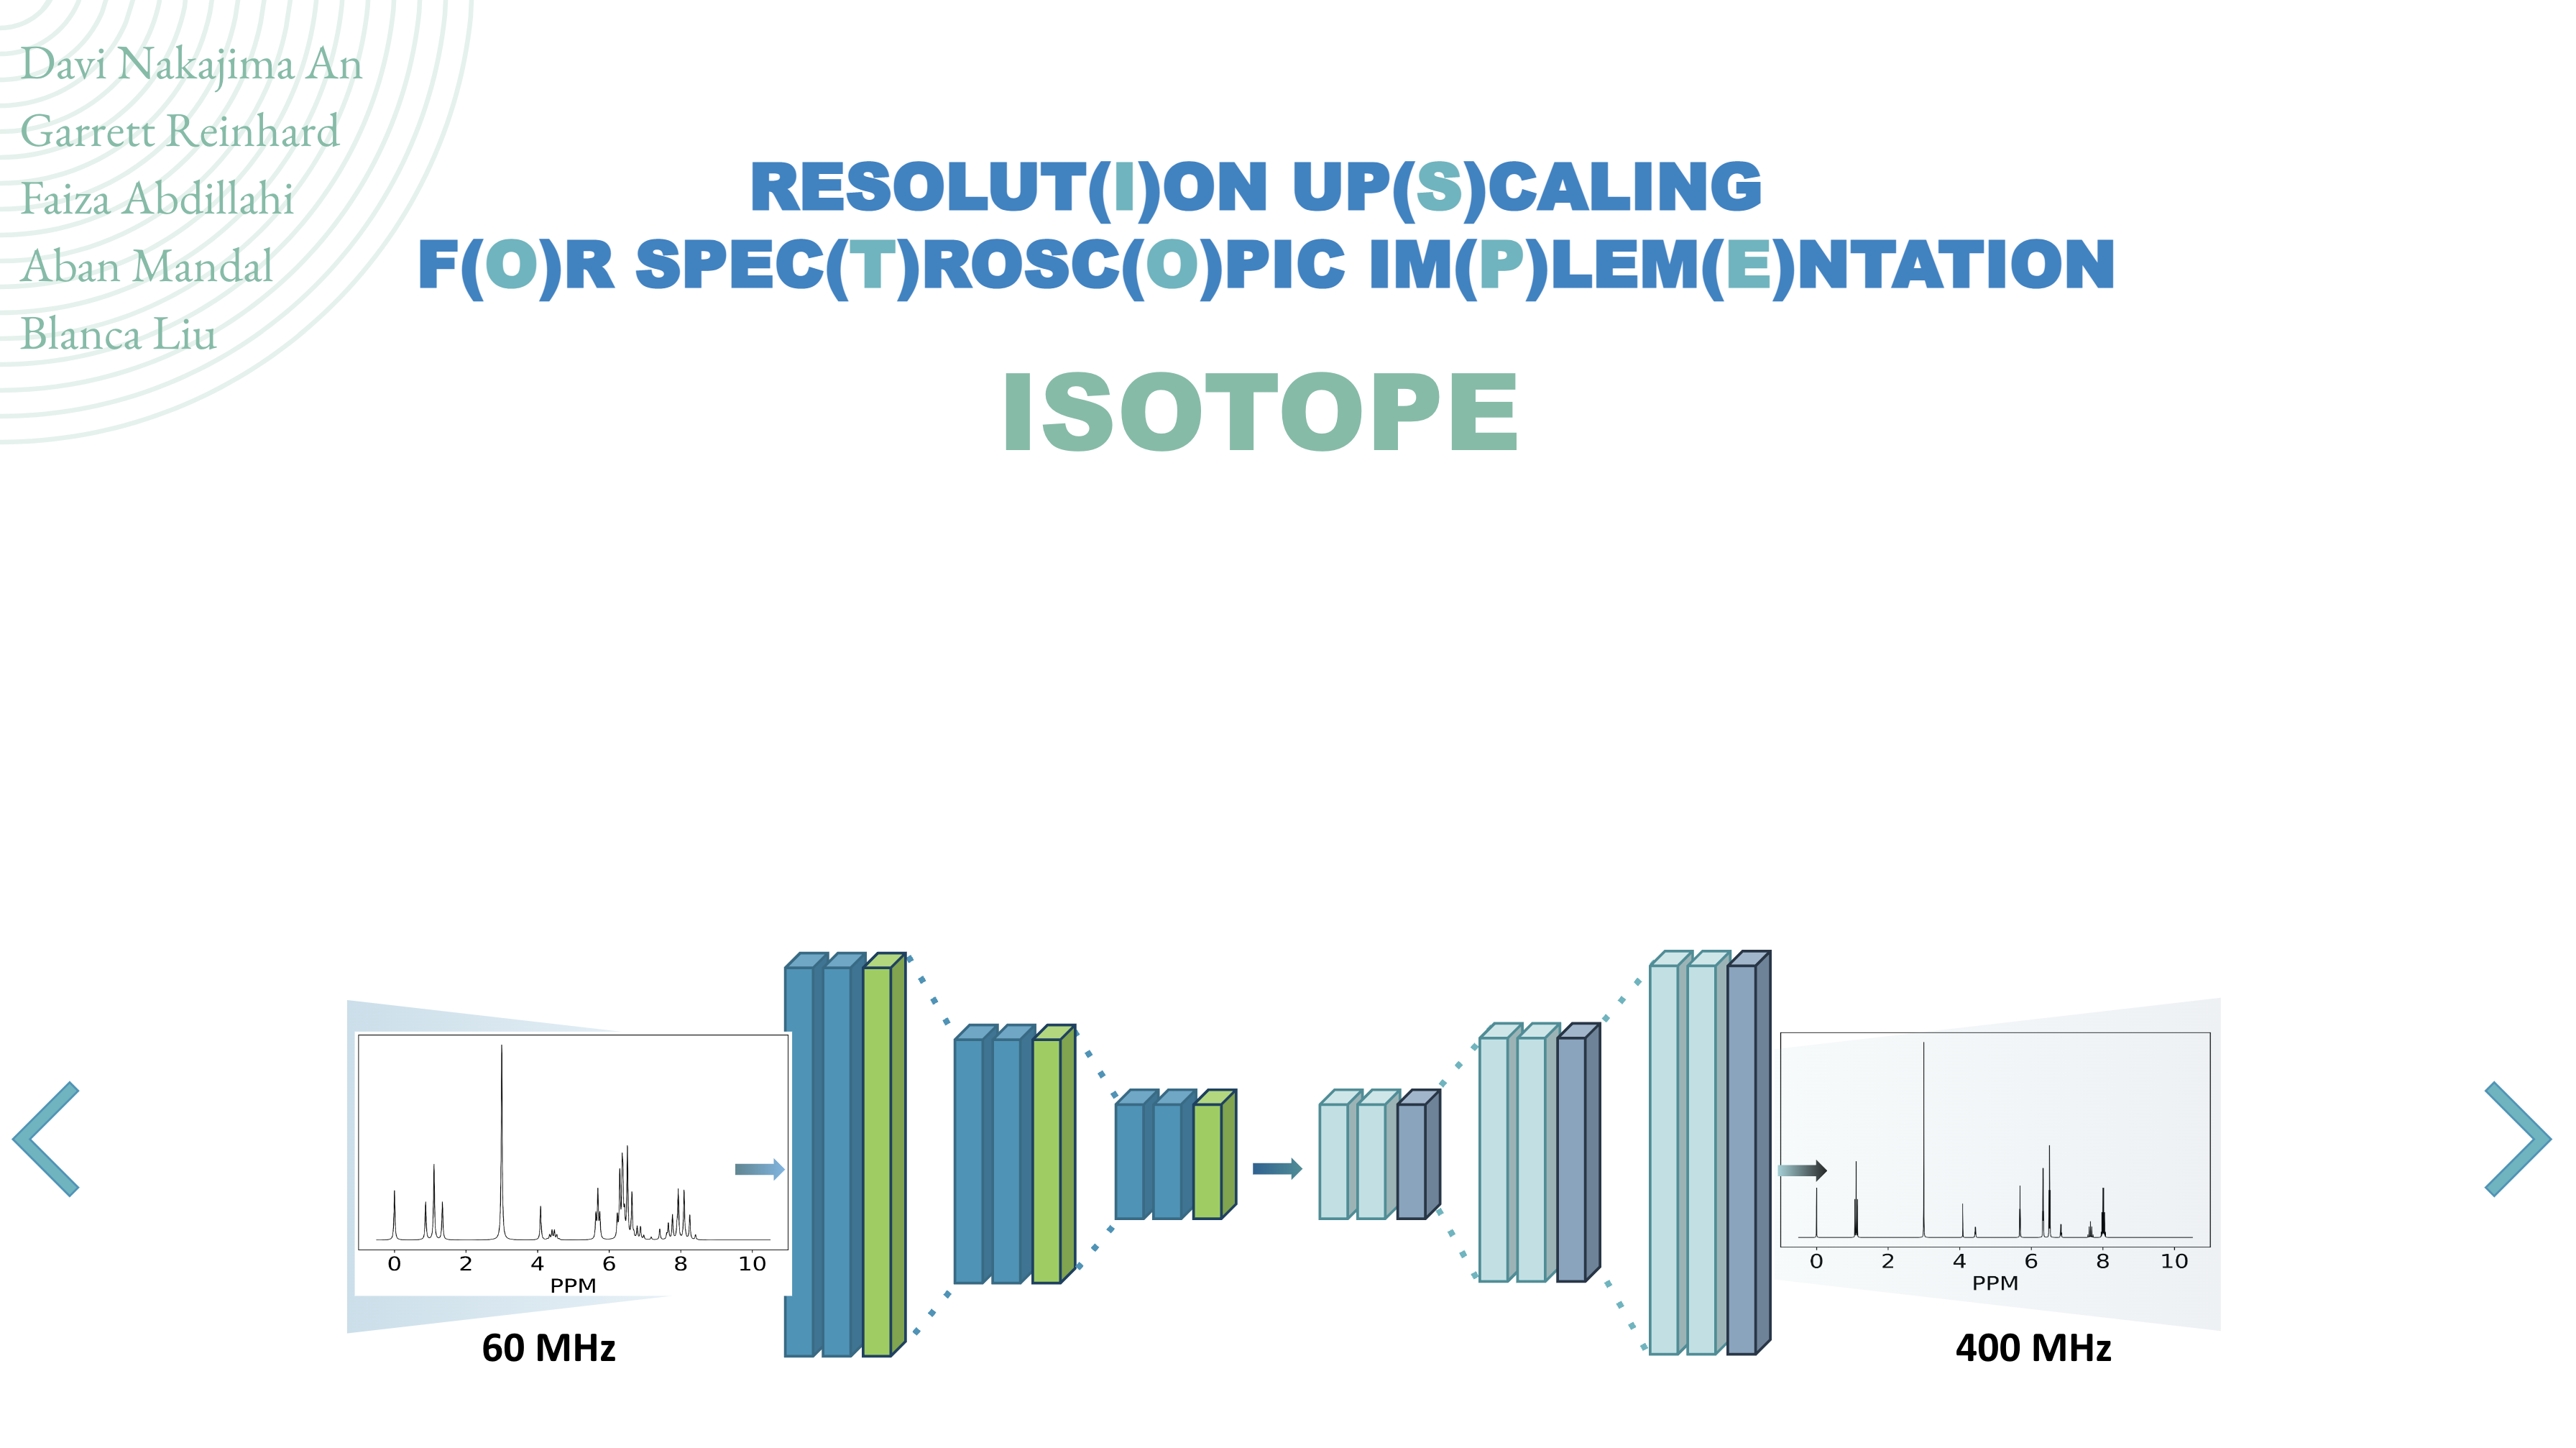 Davi Nakajima An
Garrett Reinhard
Faiza Abdillahi
Aban Mandal
Blanca Liu
RESOLUT(I)ON UP(S)CALING
F(O)R SPEC(T)ROSC(O)PIC IM(P)LEM(E)NTATION
ISOTOPE
0 2 4 6 8 10
PPM
60 MHz
0 2 4 6 8 10
PPM
400 MHz